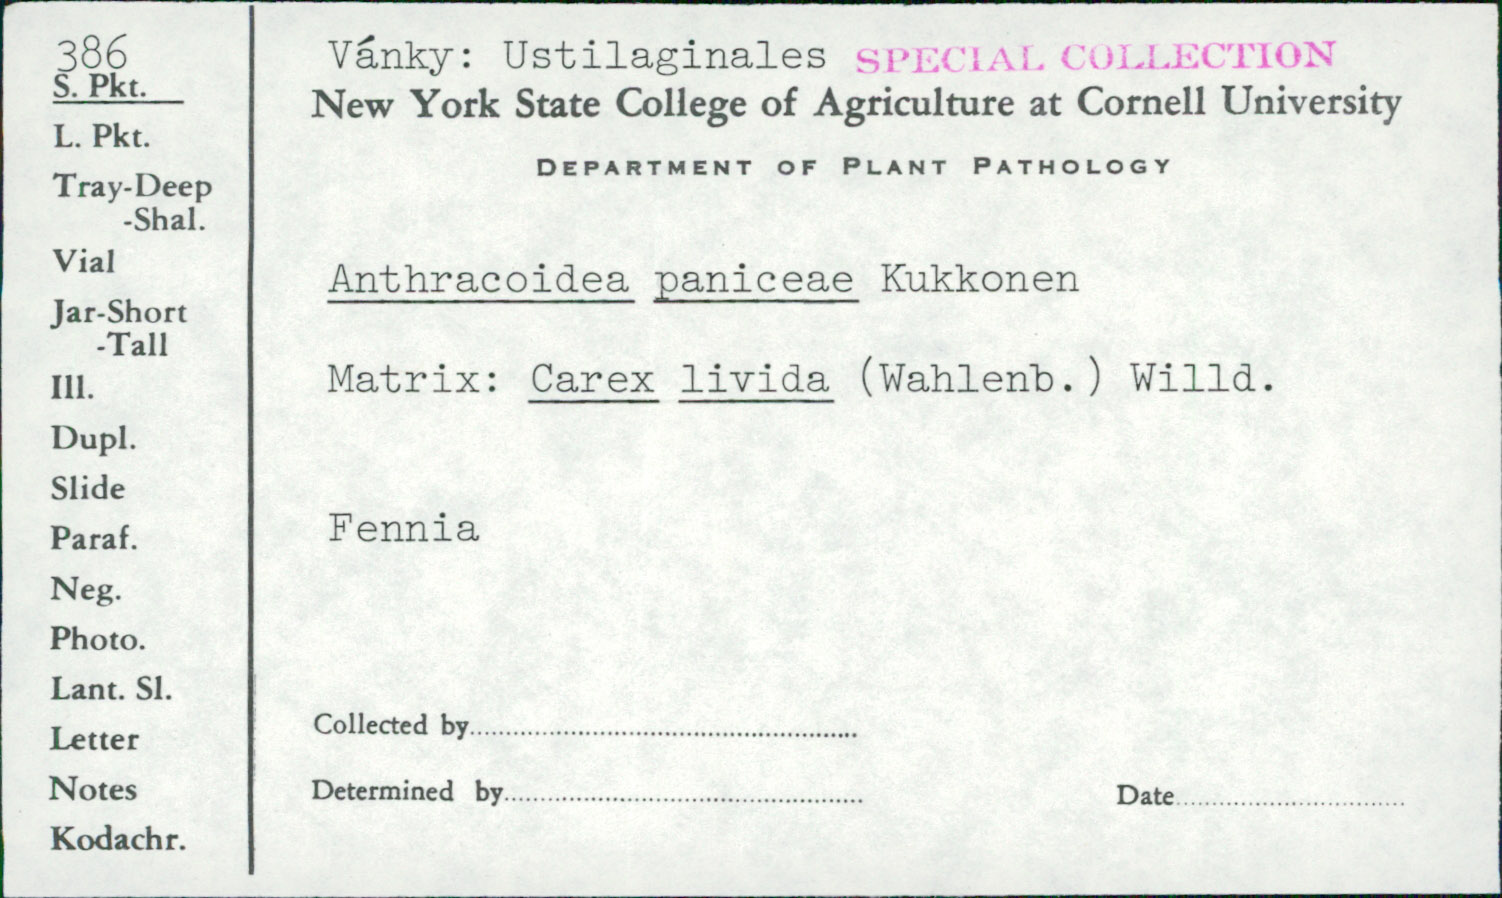 386
S. Pkt.
L. Pkt.
Tray-Deep
-Shal.
Vial
Jar-Short
-Tall
Ill.
Dupl.
Slide
Paraf.
Neg.
Photo.
Lant. Sl.
Letter
Notes
Kodachr.
Vánky: Ustilaginales SPECIAL COLLECTION
New York State College of Agriculture at Cornell University
DEPARTMENT OF PLANT PATHOLOGY
Anthracoidea paniceae Kukkonen
Matrix: Carex livida (Wahlenb.) Willd.
Fennia
Collected by
Determined by
Date